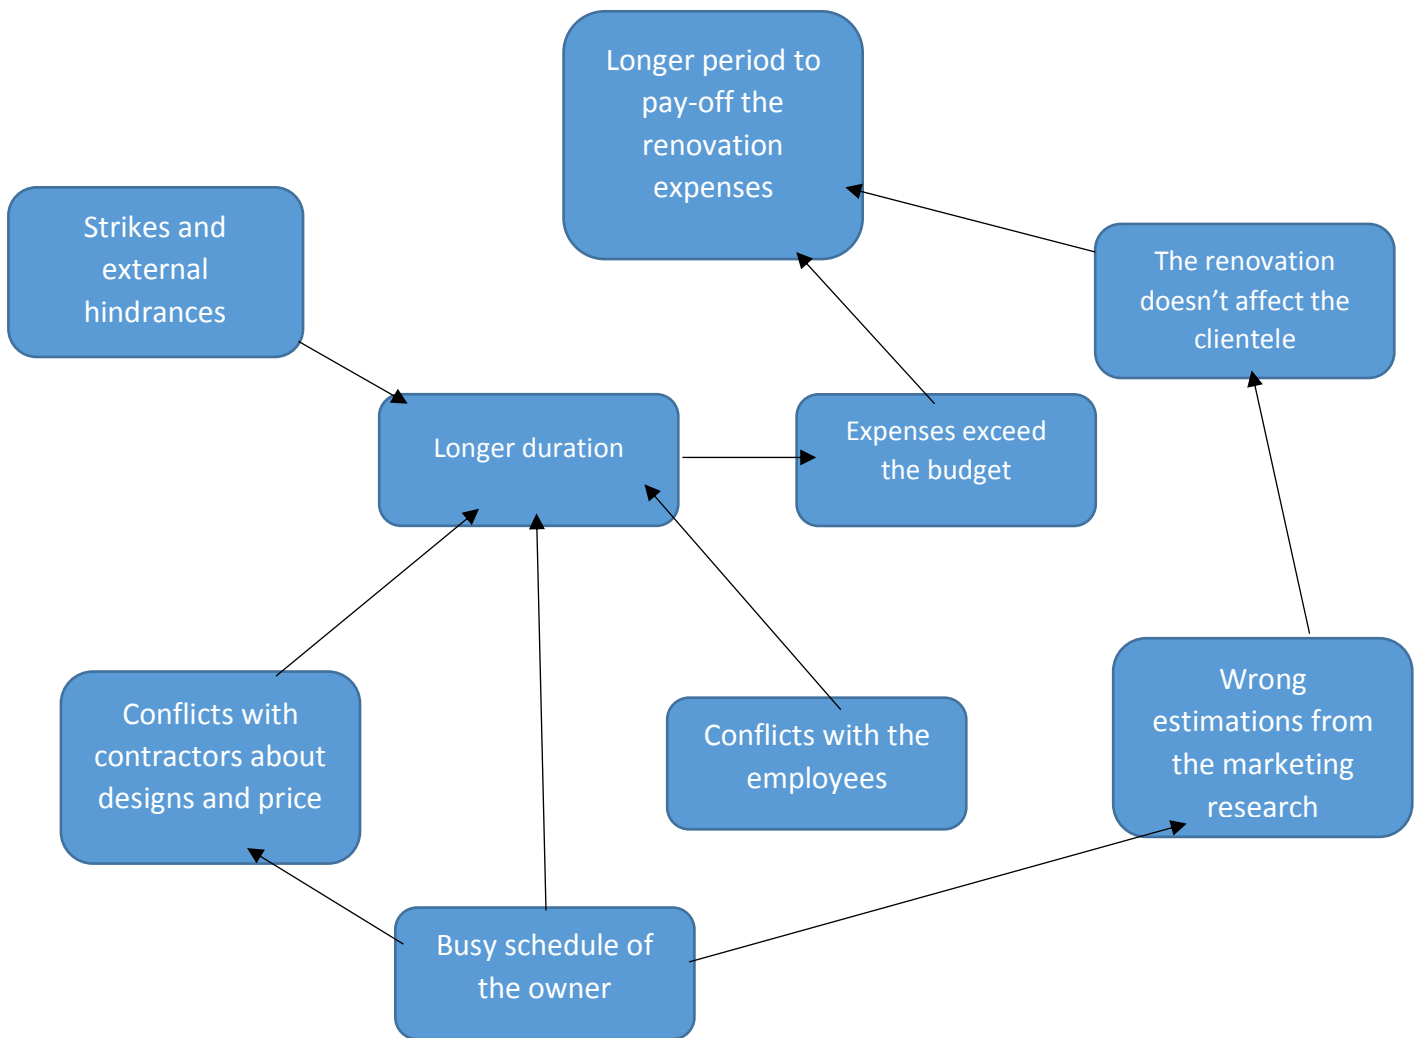 Longer period to
pay-off the
renovation
expenses
Strikes and
external
hindrances
The renovation
doesn’t affect the
clientele
Longer duration
Expenses exceed
the budget
Conflicts with
contractors about
designs and price
Conflicts with the
employees
Wrong
estimations from
the marketing
research
Busy schedule of
the owner